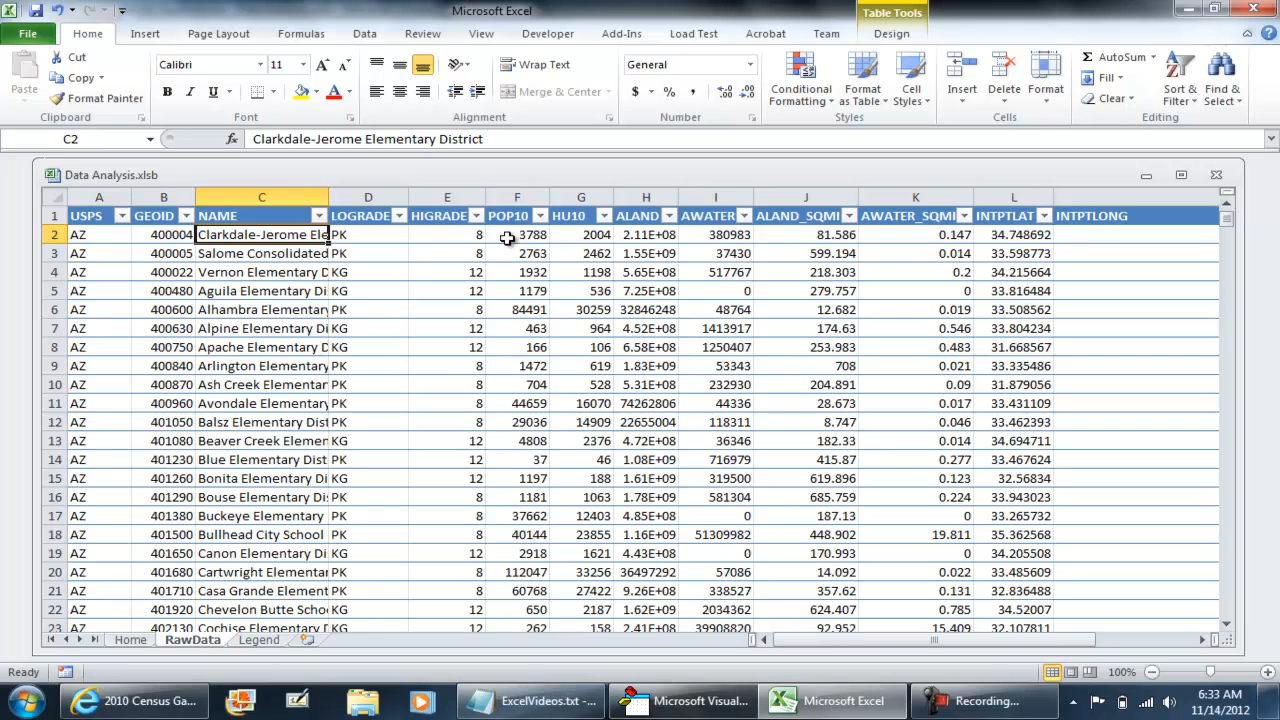 Microsoft Excel
Table Tools
File Home Insert Page Layout Formulas Data Review View Developer Add-Ins Load Test Acrobat Team Design
Paste
Cut
Copy
Format Painter
Clipboard
Calibri 11
B I U
Font
Wrap Text
Merge & Center
Alignment
General
$ % ,
Number
Conditional Formatting
Format as Table
Cell Styles
Styles
Insert
Delete
Format
Cells
AutoSum
Fill
Clear
Sort & Filter
Find & Select
Editing
C2 fx Clarkdale-Jerome Elementary District
Data Analysis.xlsb
A B C D E F G H I J K L M
1 USPS GEOID NAME LOGRADE HIGRADE POP10 HU10 ALAND AWATER ALAND_SQMI AWATER_SQMI INTPTLAT INTPTLONG
2 AZ 400004 Clarkdale-Jerome Ele PK 8 3788 2004 2.11E+08 380983 81.586 0.147 34.748692
3 AZ 400005 Salome Consolidated PK 8 2763 2462 1.55E+09 37430 599.194 0.014 33.598773
4 AZ 400022 Vernon Elementary D KG 12 1932 1198 5.65E+08 517767 218.303 0.2 34.215664
5 AZ 400480 Aguila Elementary Di KG 12 1179 536 7.25E+08 0 279.757 0 33.816484
6 AZ 400600 Alhambra Elementary PK 8 84491 30259 32846248 48764 12.682 0.019 33.508562
7 AZ 400630 Alpine Elementary Di KG 12 463 964 4.52E+08 1413917 174.63 0.546 33.804234
8 AZ 400750 Apache Elementary D KG 12 166 106 6.58E+08 1250407 253.983 0.483 31.668567
9 AZ 400840 Arlington Elementary PK 8 1472 619 1.83E+09 53343 708 0.021 33.335486
10 AZ 400870 Ash Creek Elementar PK 8 704 528 5.31E+08 232930 204.891 0.09 31.879056
11 AZ 400960 Avondale Elementary PK 8 44659 16070 74262806 44336 28.673 0.017 33.431109
12 AZ 401050 Balsz Elementary Dist PK 8 29036 14909 22655004 118311 8.747 0.046 33.462393
13 AZ 401080 Beaver Creek Elemen KG 12 4808 2376 4.72E+08 36346 182.33 0.014 34.694711
14 AZ 401230 Blue Elementary Dist PK 8 37 46 1.08E+09 716979 415.87 0.277 33.467624
15 AZ 401260 Bonita Elementary Di KG 12 1197 188 1.61E+09 319500 619.896 0.123 32.56834
16 AZ 401290 Bouse Elementary Di PK 8 1181 1063 1.78E+09 581304 685.759 0.224 33.943023
17 AZ 401380 Buckeye Elementary PK 8 37662 12403 4.85E+08 0 187.13 0 33.265732
18 AZ 401500 Bullhead City School PK 8 40144 23855 1.16E+09 51309982 448.902 19.811 35.362568
19 AZ 401650 Canon Elementary Di KG 12 2918 1621 4.43E+08 0 170.993 0 34.205508
20 AZ 401680 Cartwright Elementa PK 8 112047 33256 36497292 57086 14.092 0.022 33.485609
21 AZ 401710 Casa Grande Elemen PK 8 60768 27422 9.26E+08 338527 357.62 0.131 32.836488
22 AZ 401920 Chevelon Butte Scho KG 12 650 2187 1.62E+09 2034362 624.407 0.785 34.52007
23 AZ 402130 Cochise Elementary D KG 8 262 158 2.41E+08 39908820 92.952 15.409 32.107811
Home RawData Legend
Ready 100%
2010 Census Ga... ExcelVideos.txt -... Microsoft Visual... Microsoft Excel Recording...
6:33 AM
11/14/2012